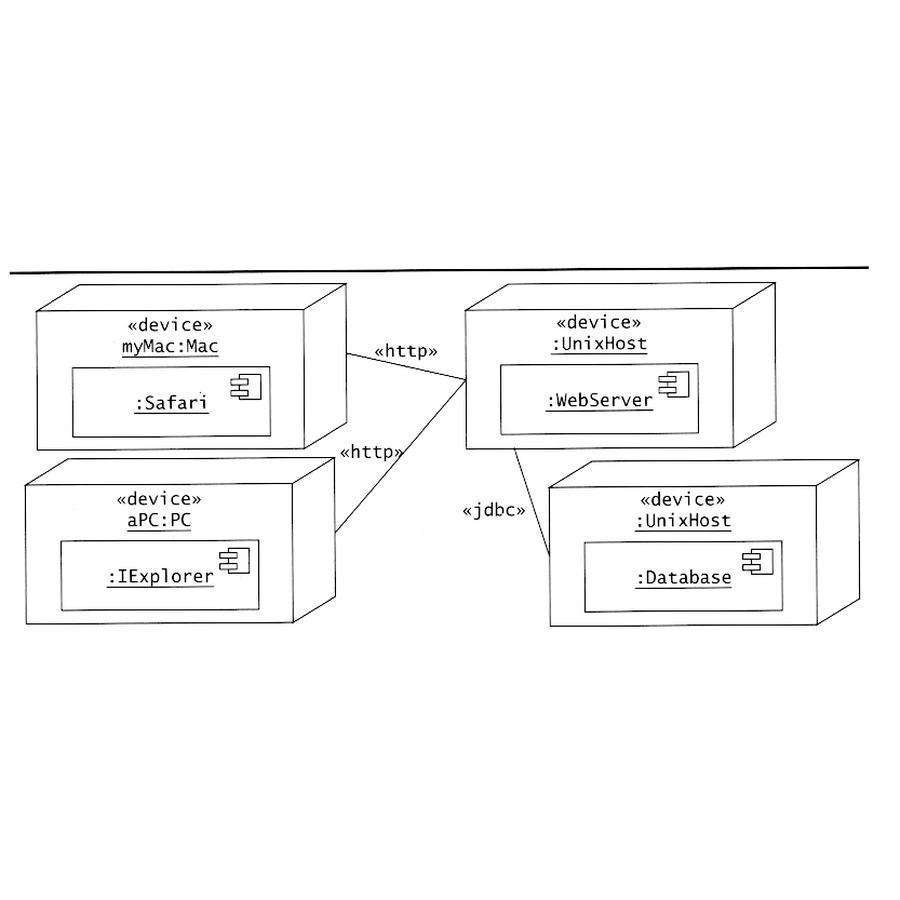 «device»
myMac:Mac
:Safari
«http»
«device»
:UnixHost
:WebServer
«http»
«device»
aPC:PC
:IExplorer
«jdbc»
«device»
:UnixHost
:Database